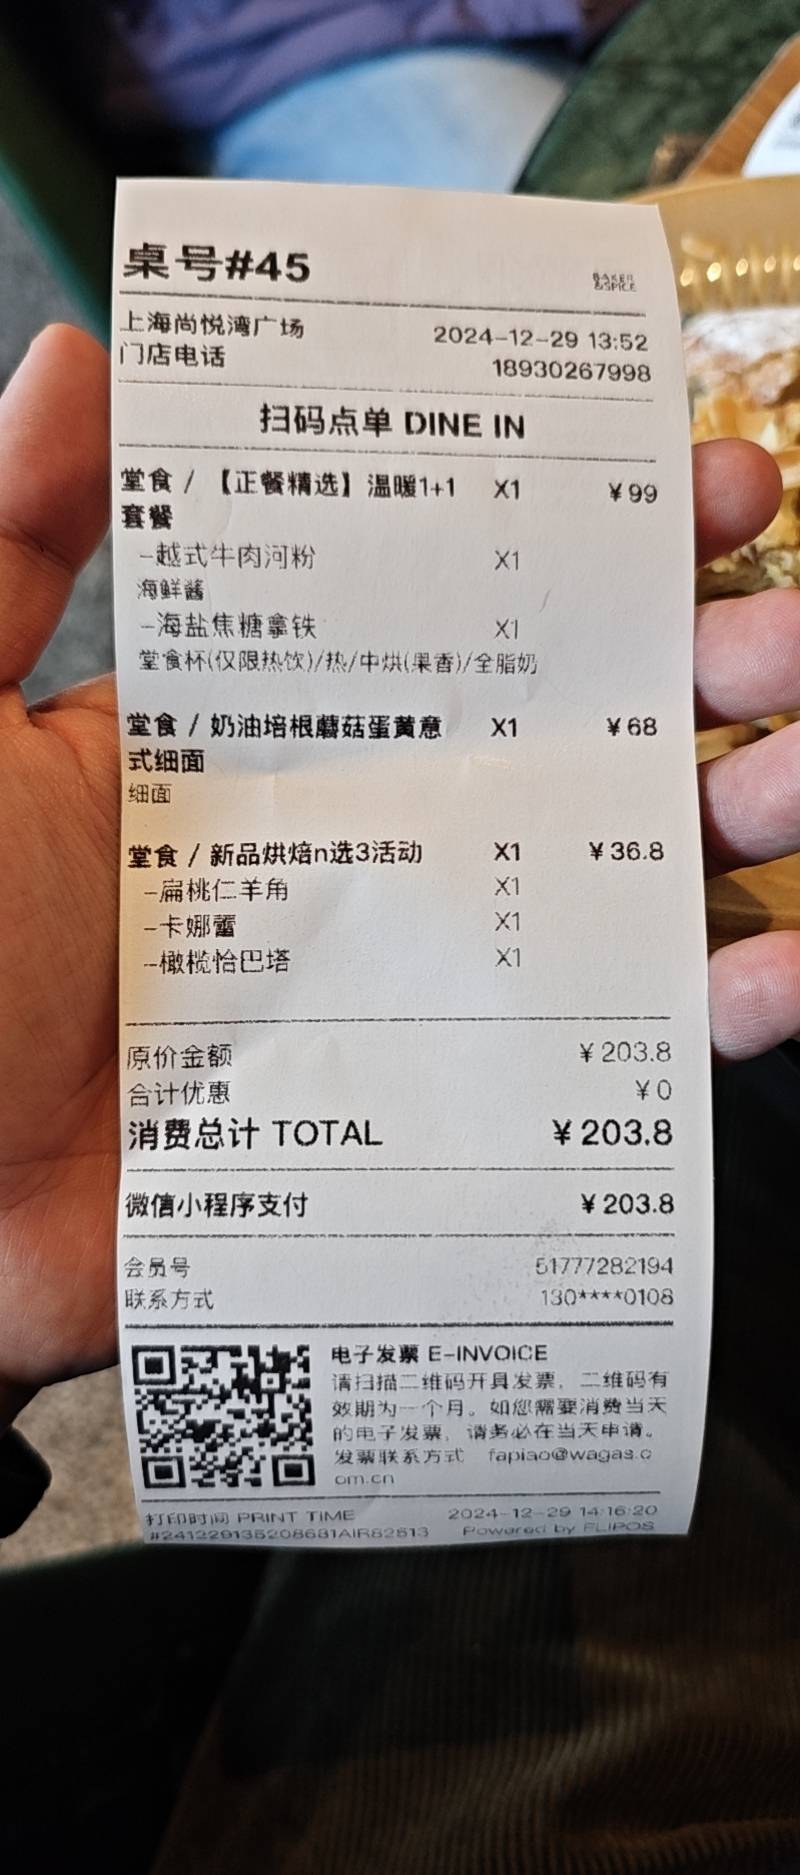 桌号#45
BAKER
&SPICE
上海尚悦湾广场 2024-12-29 13:52
门店电话 18930267998
扫码点单 DINE IN
堂食 / 【正餐精选】温暖1+1 X1 ¥99
套餐
-越式牛肉河粉 X1
海鲜酱
-海盐焦糖拿铁 X1
堂食杯(仅限热饮)/热/中烘(果香)/全脂奶
堂食 / 奶油培根蘑菇蛋黄意 X1 ¥68
式细面
细面
堂食 / 新品烘焙n选3活动 X1 ¥36.8
-扁桃仁羊角 X1
-卡娜蕾 X1
-橄榄恰巴塔 X1
原价金额 ¥203.8
合计优惠 ¥0
消费总计 TOTAL ¥203.8
微信小程序支付 ¥203.8
会员号 51777282194
联系方式 130****0108
电子发票 E-INVOICE
请扫描二维码开具发票，二维码有
效期为一个月。如您需要消费当天
的电子发票，请务必在当天申请。
发票联系方式 fapiao@wagas.c
om.cn
打印时间 PRINT TIME 2024-12-29 14:16:20
#241229135208681AIR82513 Powered by FLIPOS